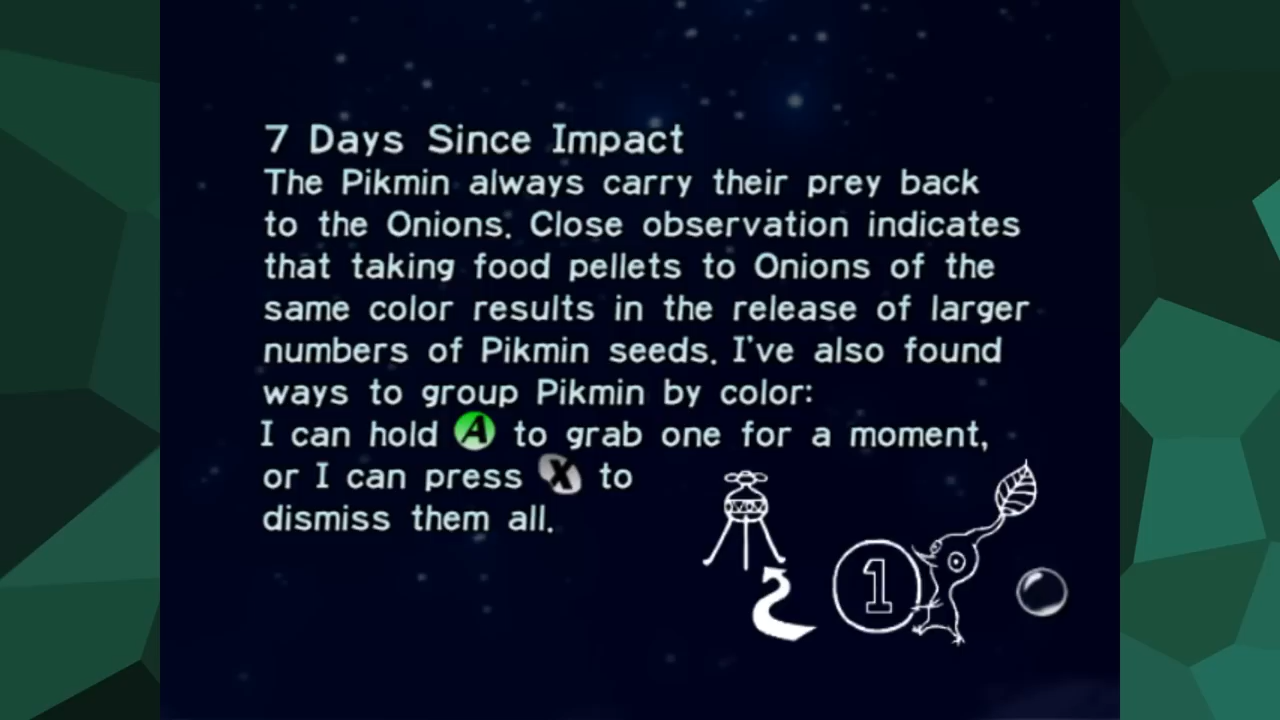 7 Days Since Impact
The Pikmin always carry their prey back
to the Onions. Close observation indicates
that taking food pellets to Onions of the
same color results in the release of larger
numbers of Pikmin seeds. I've also found
ways to group Pikmin by color:
I can hold A to grab one for a moment,
or I can press X to
dismiss them all.
1